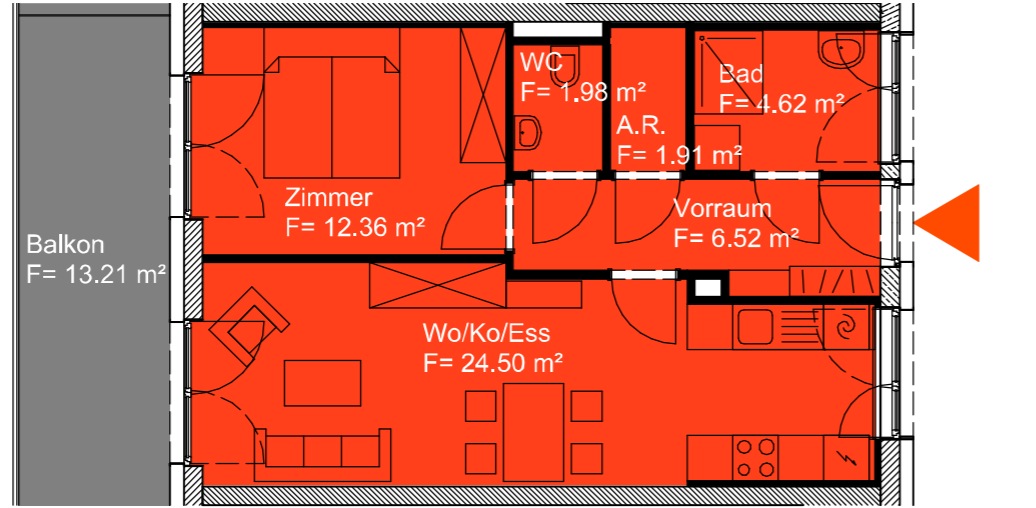 WC
F= 1.98 m²
Bad
F= 4.62 m²
A.R.
F= 1.91 m²
Zimmer
F= 12.36 m²
Vorraum
F= 6.52 m²
Balkon
F= 13.21 m²
Wo/Ko/Ess
F= 24.50 m²